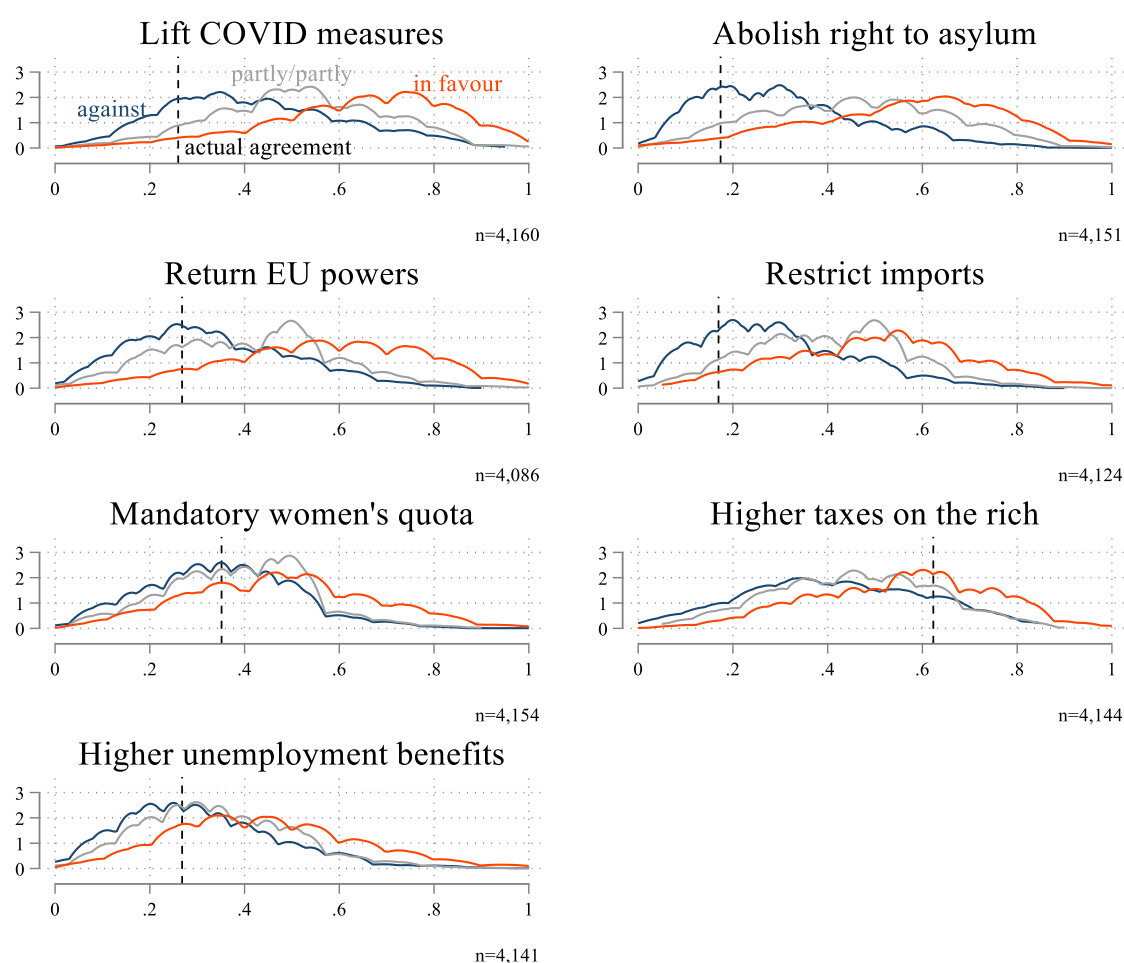 Lift COVID measures
3
2
1
0
against
partly/partly
in favour
actual agreement
0 .2 .4 .6 .8 1
n=4,160
Abolish right to asylum
3
2
1
0
0 .2 .4 .6 .8 1
n=4,151
Return EU powers
3
2
1
0
0 .2 .4 .6 .8 1
n=4,086
Restrict imports
3
2
1
0
0 .2 .4 .6 .8 1
n=4,124
Mandatory women's quota
3
2
1
0
0 .2 .4 .6 .8 1
n=4,154
Higher taxes on the rich
3
2
1
0
0 .2 .4 .6 .8 1
n=4,144
Higher unemployment benefits
3
2
1
0
0 .2 .4 .6 .8 1
n=4,141